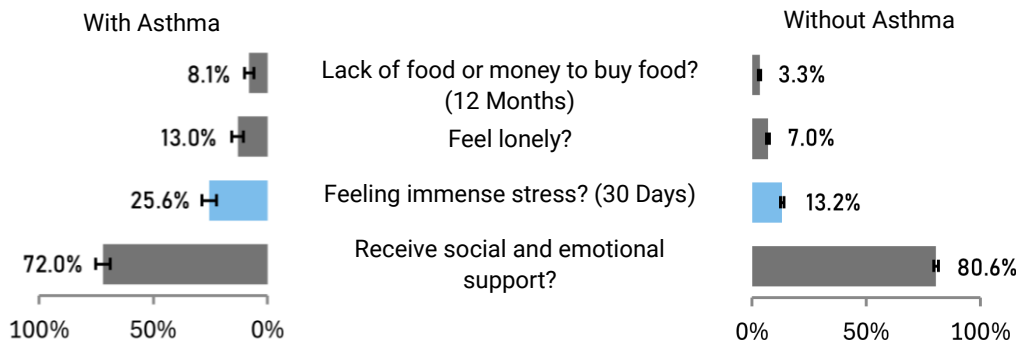 With Asthma
Without Asthma
8.1%
Lack of food or money to buy food?
(12 Months)
3.3%
13.0%
Feel lonely?
7.0%
25.6%
Feeling immense stress? (30 Days)
13.2%
72.0%
Receive social and emotional
support?
80.6%
100%
50%
0%
0%
50%
100%